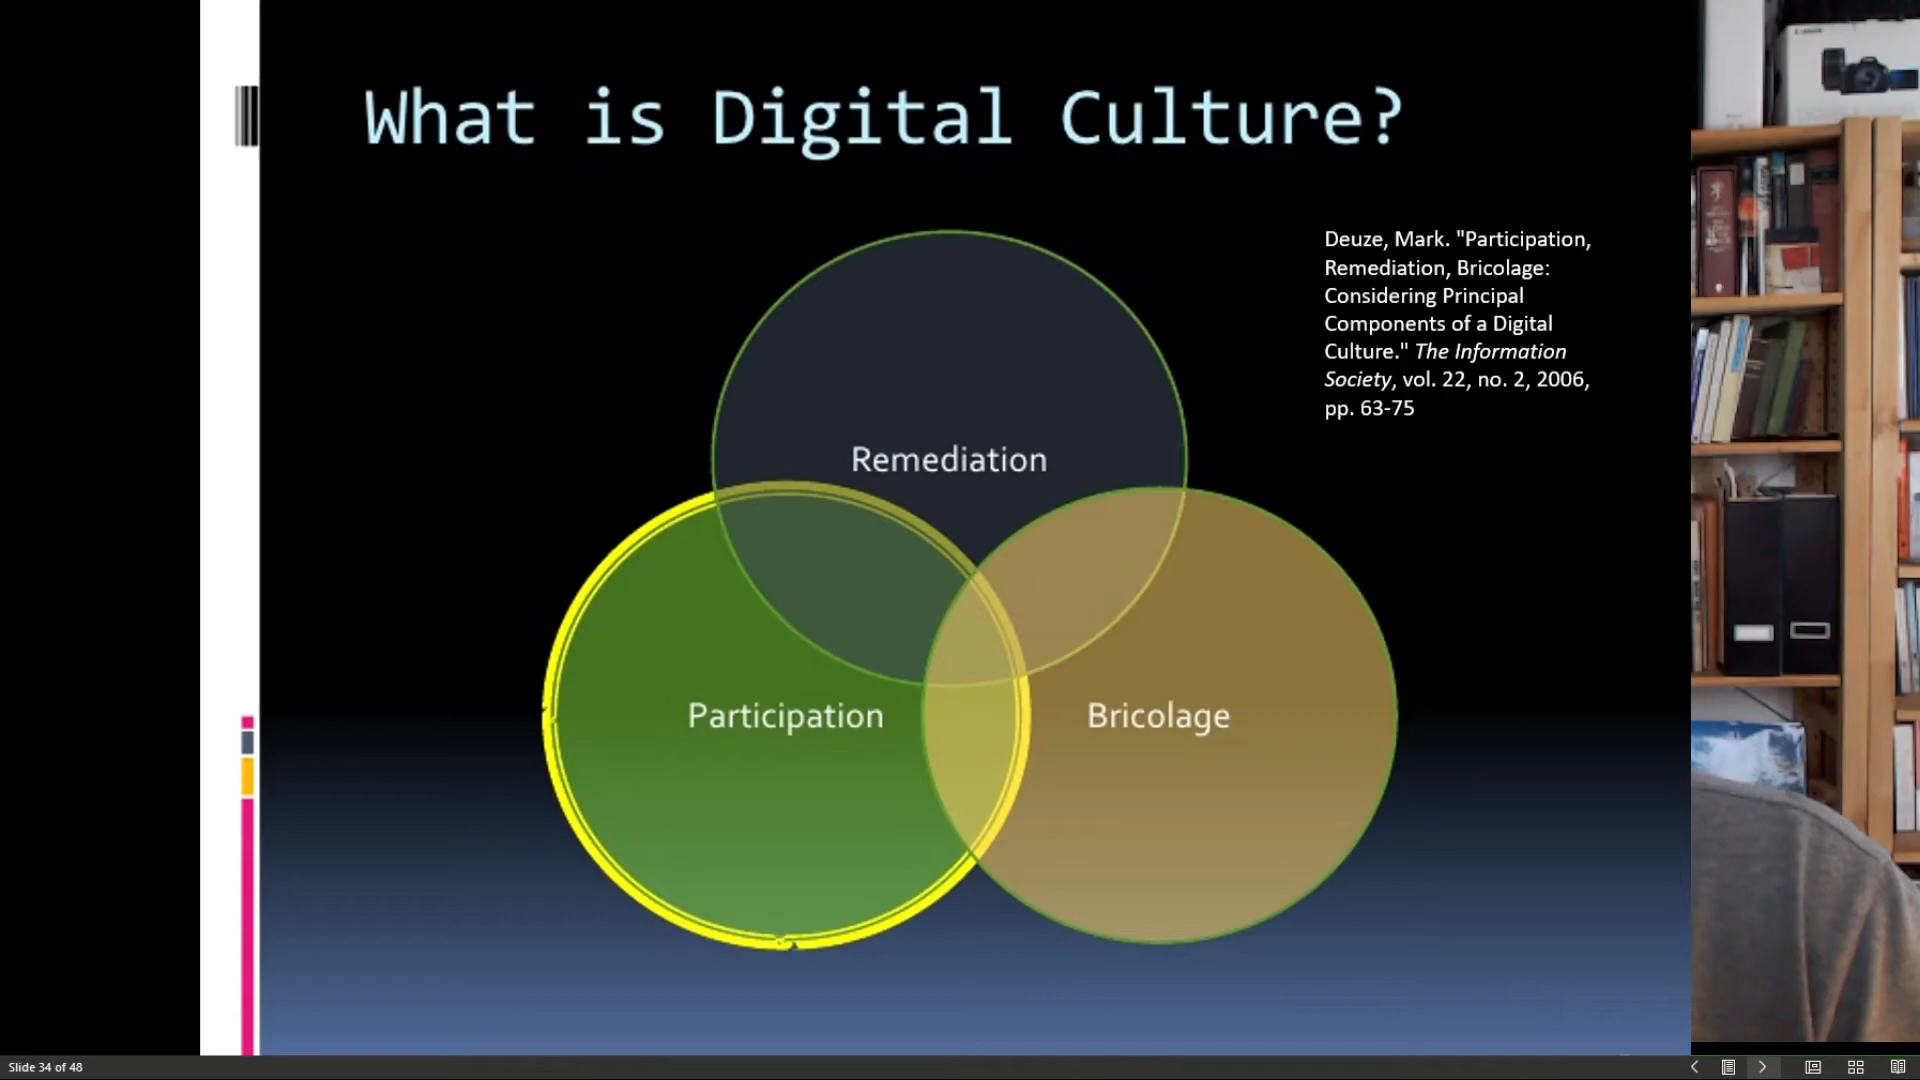 What is Digital Culture?
Deuze, Mark. "Participation,
Remediation, Bricolage:
Considering Principal
Components of a Digital
Culture." The Information
Society, vol. 22, no. 2, 2006,
pp. 63-75
Remediation
Participation
Bricolage
Canon
Slide 34 of 48